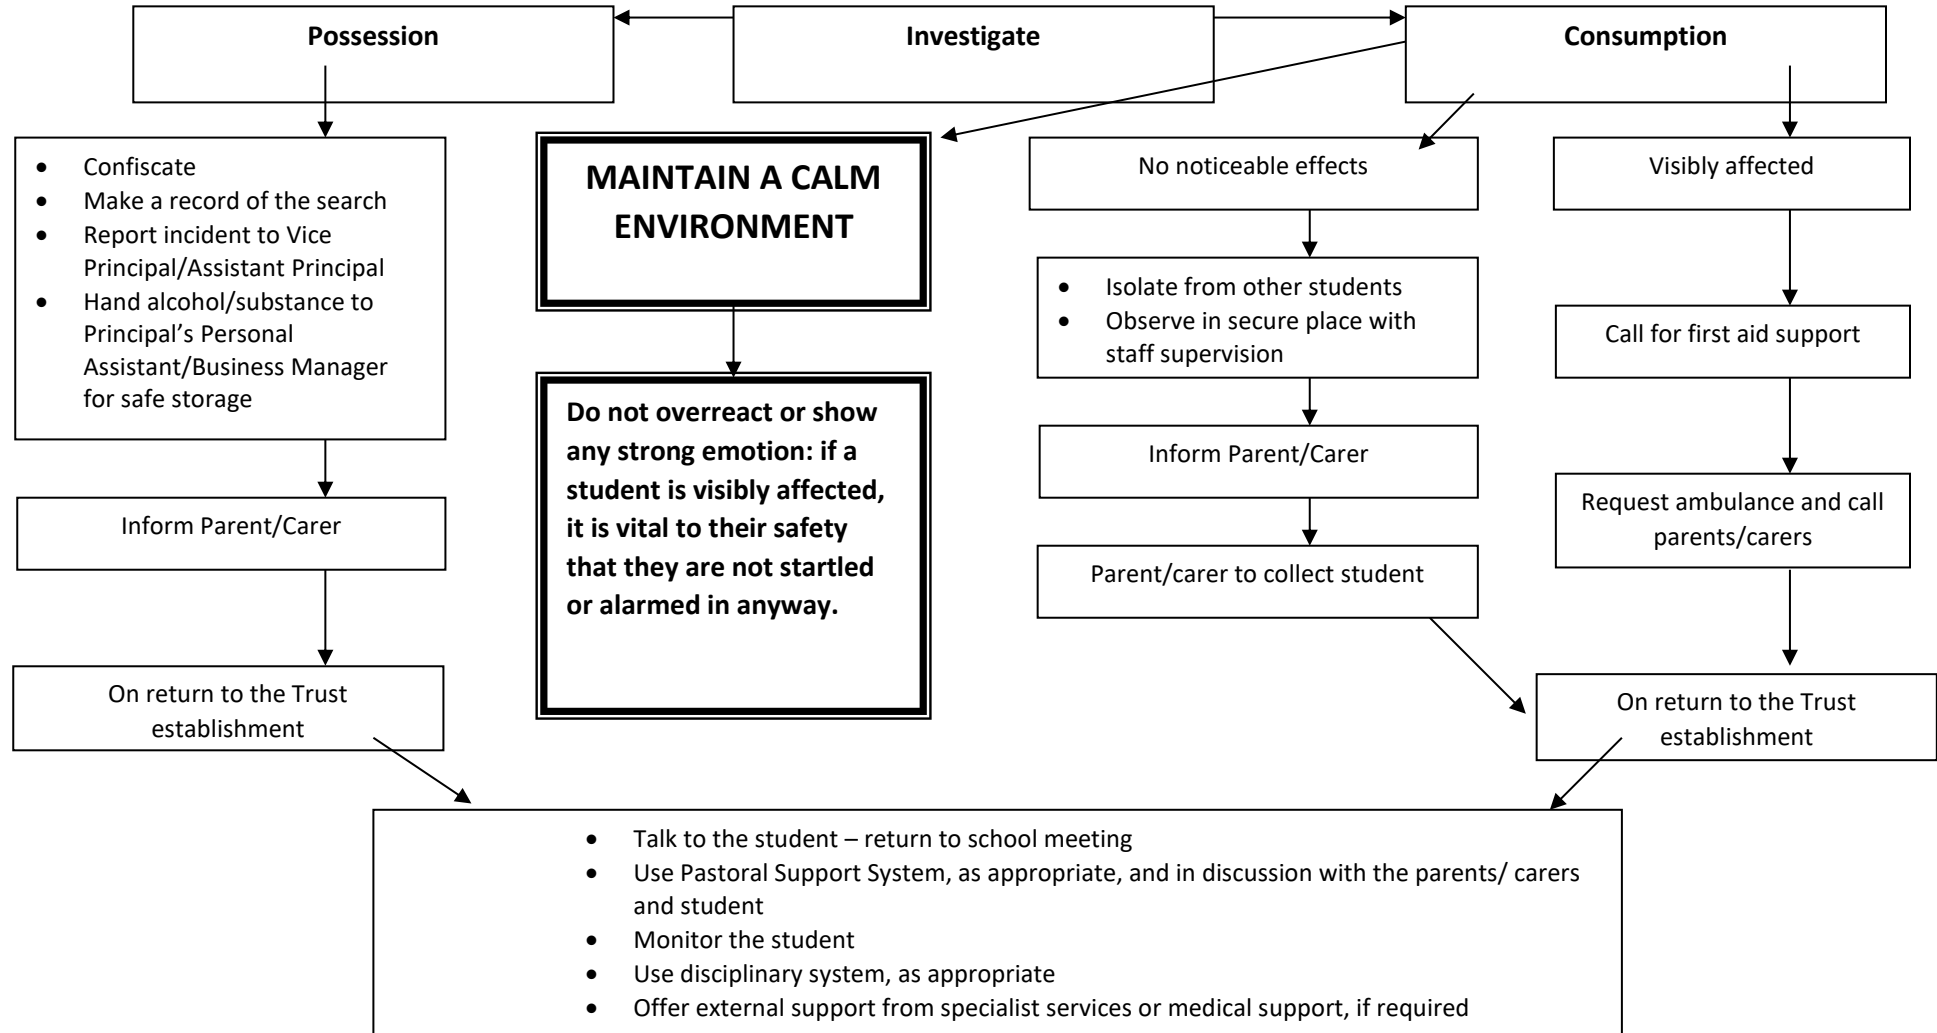 Possession
Investigate
Consumption
• Confiscate
• Make a record of the search
• Report incident to Vice
Principal/Assistant Principal
• Hand alcohol/substance to
Principal’s Personal
Assistant/Business Manager
for safe storage
Inform Parent/Carer
On return to the Trust
establishment
MAINTAIN A CALM
ENVIRONMENT
Do not overreact or show
any strong emotion: if a
student is visibly affected,
it is vital to their safety
that they are not startled
or alarmed in anyway.
No noticeable effects
• Isolate from other students
• Observe in secure place with
staff supervision
Inform Parent/Carer
Parent/carer to collect student
Visibly affected
Call for first aid support
Request ambulance and call
parents/carers
On return to the Trust
establishment
• Talk to the student – return to school meeting
• Use Pastoral Support System, as appropriate, and in discussion with the parents/ carers
and student
• Monitor the student
• Use disciplinary system, as appropriate
• Offer external support from specialist services or medical support, if required